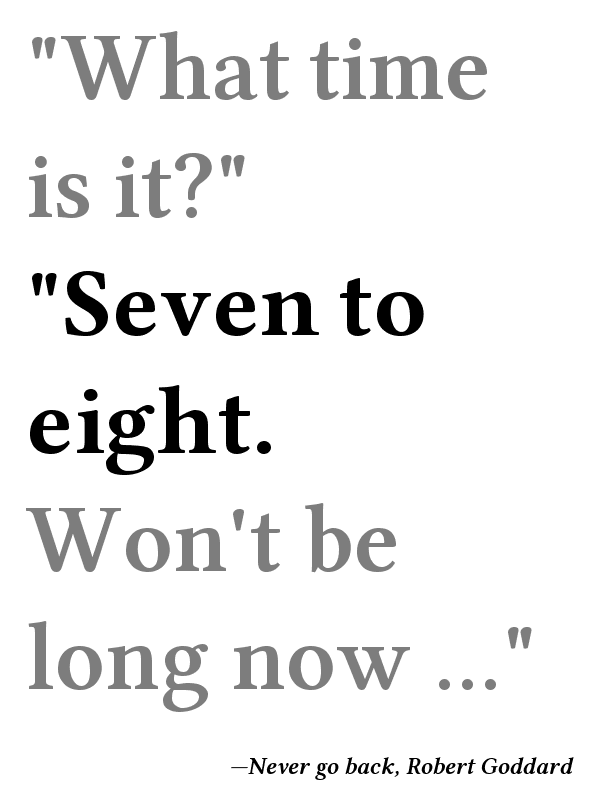 "What time
is it?"
"Seven to
eight.
Won't be
long now ..."
—Never go back, Robert Goddard